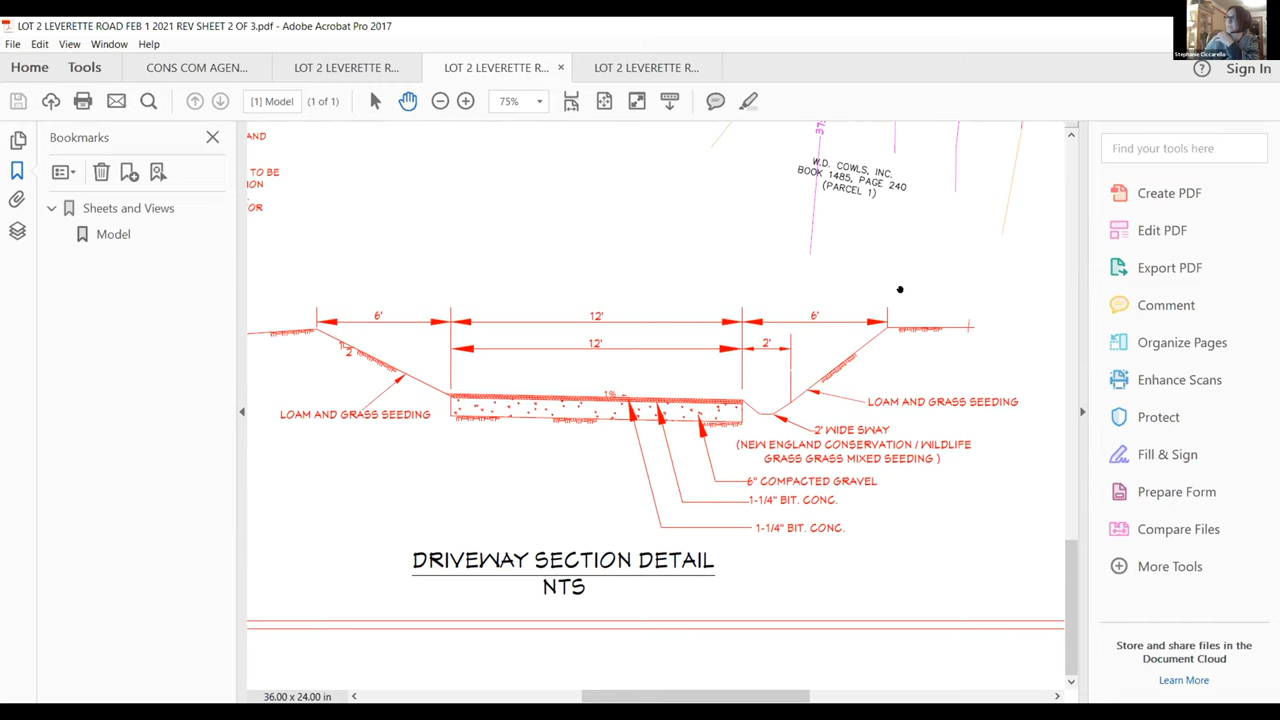 LOT 2 LEVERETTE ROAD FEB 1 2021 REV SHEET 2 OF 3.pdf - Adobe Acrobat Pro 2017
Stephanie Ciccarello
File Edit View Window Help
Home Tools CONS COM AGEN... LOT 2 LEVERETTE R... LOT 2 LEVERETTE R... × LOT 2 LEVERETTE R... Sign In
[1] Model (1 of 1) 75%
Bookmarks
Sheets and Views
Model
AND
TO BE
ION
OR
37
W.D. COWLS, INC.
BOOK 1485, PAGE 240
(PARCEL 1)
6' 12' 6'
12' 2'
1
2
1%
LOAM AND GRASS SEEDING
LOAM AND GRASS SEEDING
2' WIDE SWAY
(NEW ENGLAND CONSERVATION / WILDLIFE
GRASS GRASS MIXED SEEDING )
6" COMPACTED GRAVEL
1-1/4" BIT. CONC.
1-1/4" BIT. CONC.
DRIVEWAY SECTION DETAIL
NTS
36.00 x 24.00 in
Find your tools here
Create PDF
Edit PDF
Export PDF
Comment
Organize Pages
Enhance Scans
Protect
Fill & Sign
Prepare Form
Compare Files
More Tools
Store and share files in the
Document Cloud
Learn More